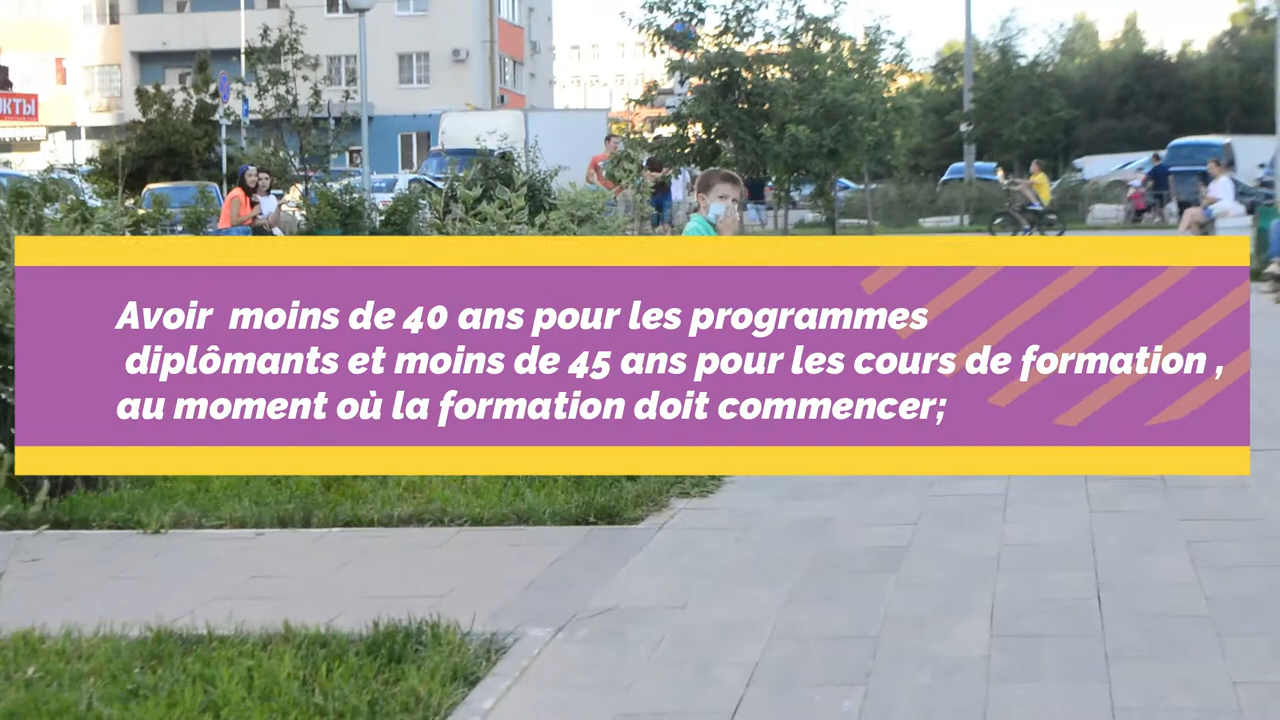 КТЫ
Avoir moins de 40 ans pour les programmes
diplômants et moins de 45 ans pour les cours de formation ,
au moment où la formation doit commencer;